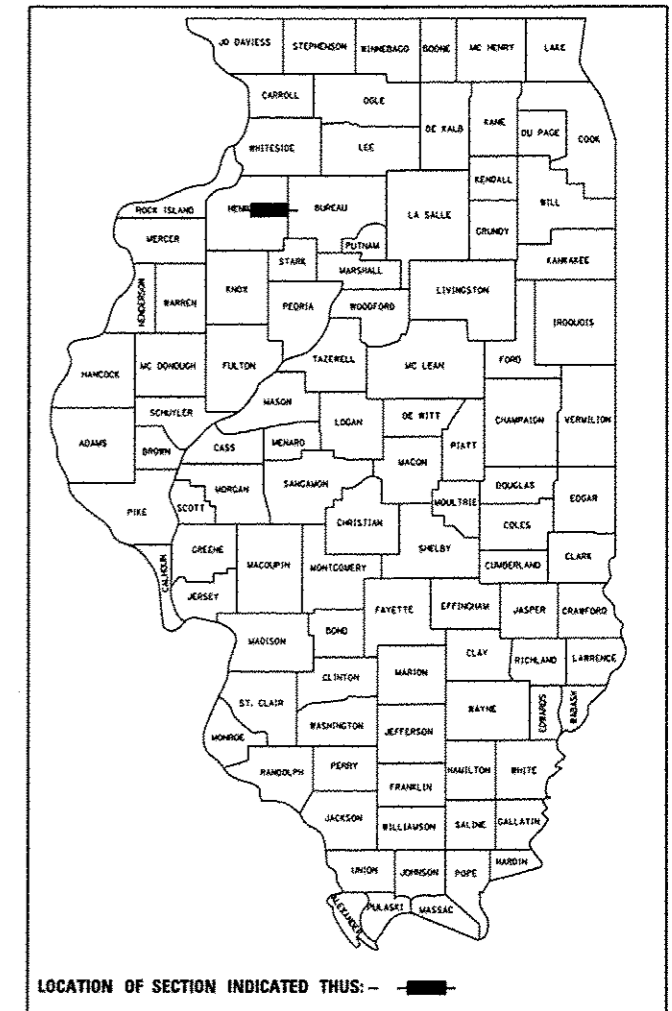 JO DAVIESS STEPHENSON WINNEBAGO BOONE MC HENRY LAKE
CARROLL OGLE DE KALB KANE DU PAGE COOK
WHITESIDE LEE
KENDALL
ROCK ISLAND BUREAU LA SALLE WILL
MERCER PUTNAM GRUNDY
STARK MARSHALL KANKAKEE
HENDERSON WARREN KNOX PEORIA WOODFORD LIVINGSTON
IROQUOIS
HANCOCK MC DONOUGH FULTON TAZEWELL MC LEAN FORD
MASON
SCHUYLER LOGAN DE WITT CHAMPAIGN VERMILION
ADAMS BROWN CASS MENARD PIATT
MACON
MORGAN SANGAMON DOUGLAS
PIKE SCOTT MOULTRIE EDGAR
CHRISTIAN COLES
GREENE SHELBY
CALHOUN MACOUPIN MONTGOMERY CUMBERLAND CLARK
JERSEY FAYETTE EFFINGHAM JASPER CRAWFORD
MADISON BOND
CLAY RICHLAND LAWRENCE
CLINTON MARION
ST. CLAIR WAYNE EDWARDS WABASH
WASHINGTON JEFFERSON
MONROE
RANDOLPH PERRY HAMILTON WHITE
FRANKLIN
JACKSON WILLIAMSON SALINE GALLATIN
UNION JOHNSON POPE HARDIN
ALEXANDER PULASKI MASSAC
LOCATION OF SECTION INDICATED THUS: -